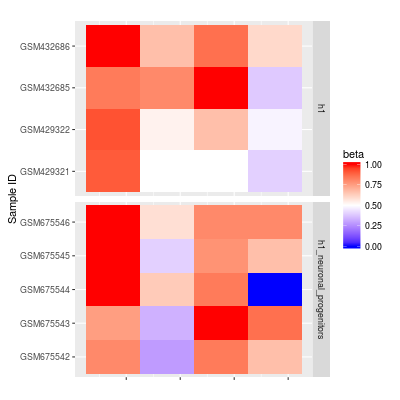 GSM432686
GSM432685
GSM429322
GSM429321
h1
GSM675546
GSM675545
GSM675544
GSM675543
GSM675542
h1_neuronal_progenitors
Sample ID
beta
1.00
0.75
0.50
0.25
0.00